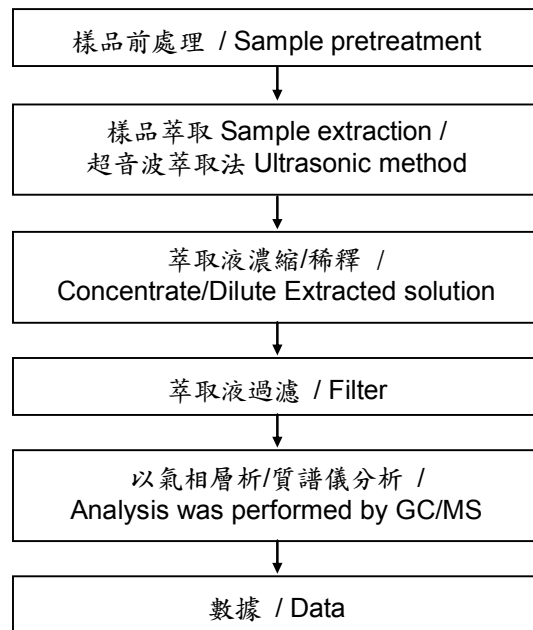 樣品前處理 / Sample pretreatment
樣品萃取 Sample extraction /
超音波萃取法 Ultrasonic method
萃取液濃縮/稀釋 /
Concentrate/Dilute Extracted solution
萃取液過濾 / Filter
以氣相層析/質譜儀分析 /
Analysis was performed by GC/MS
數據 / Data